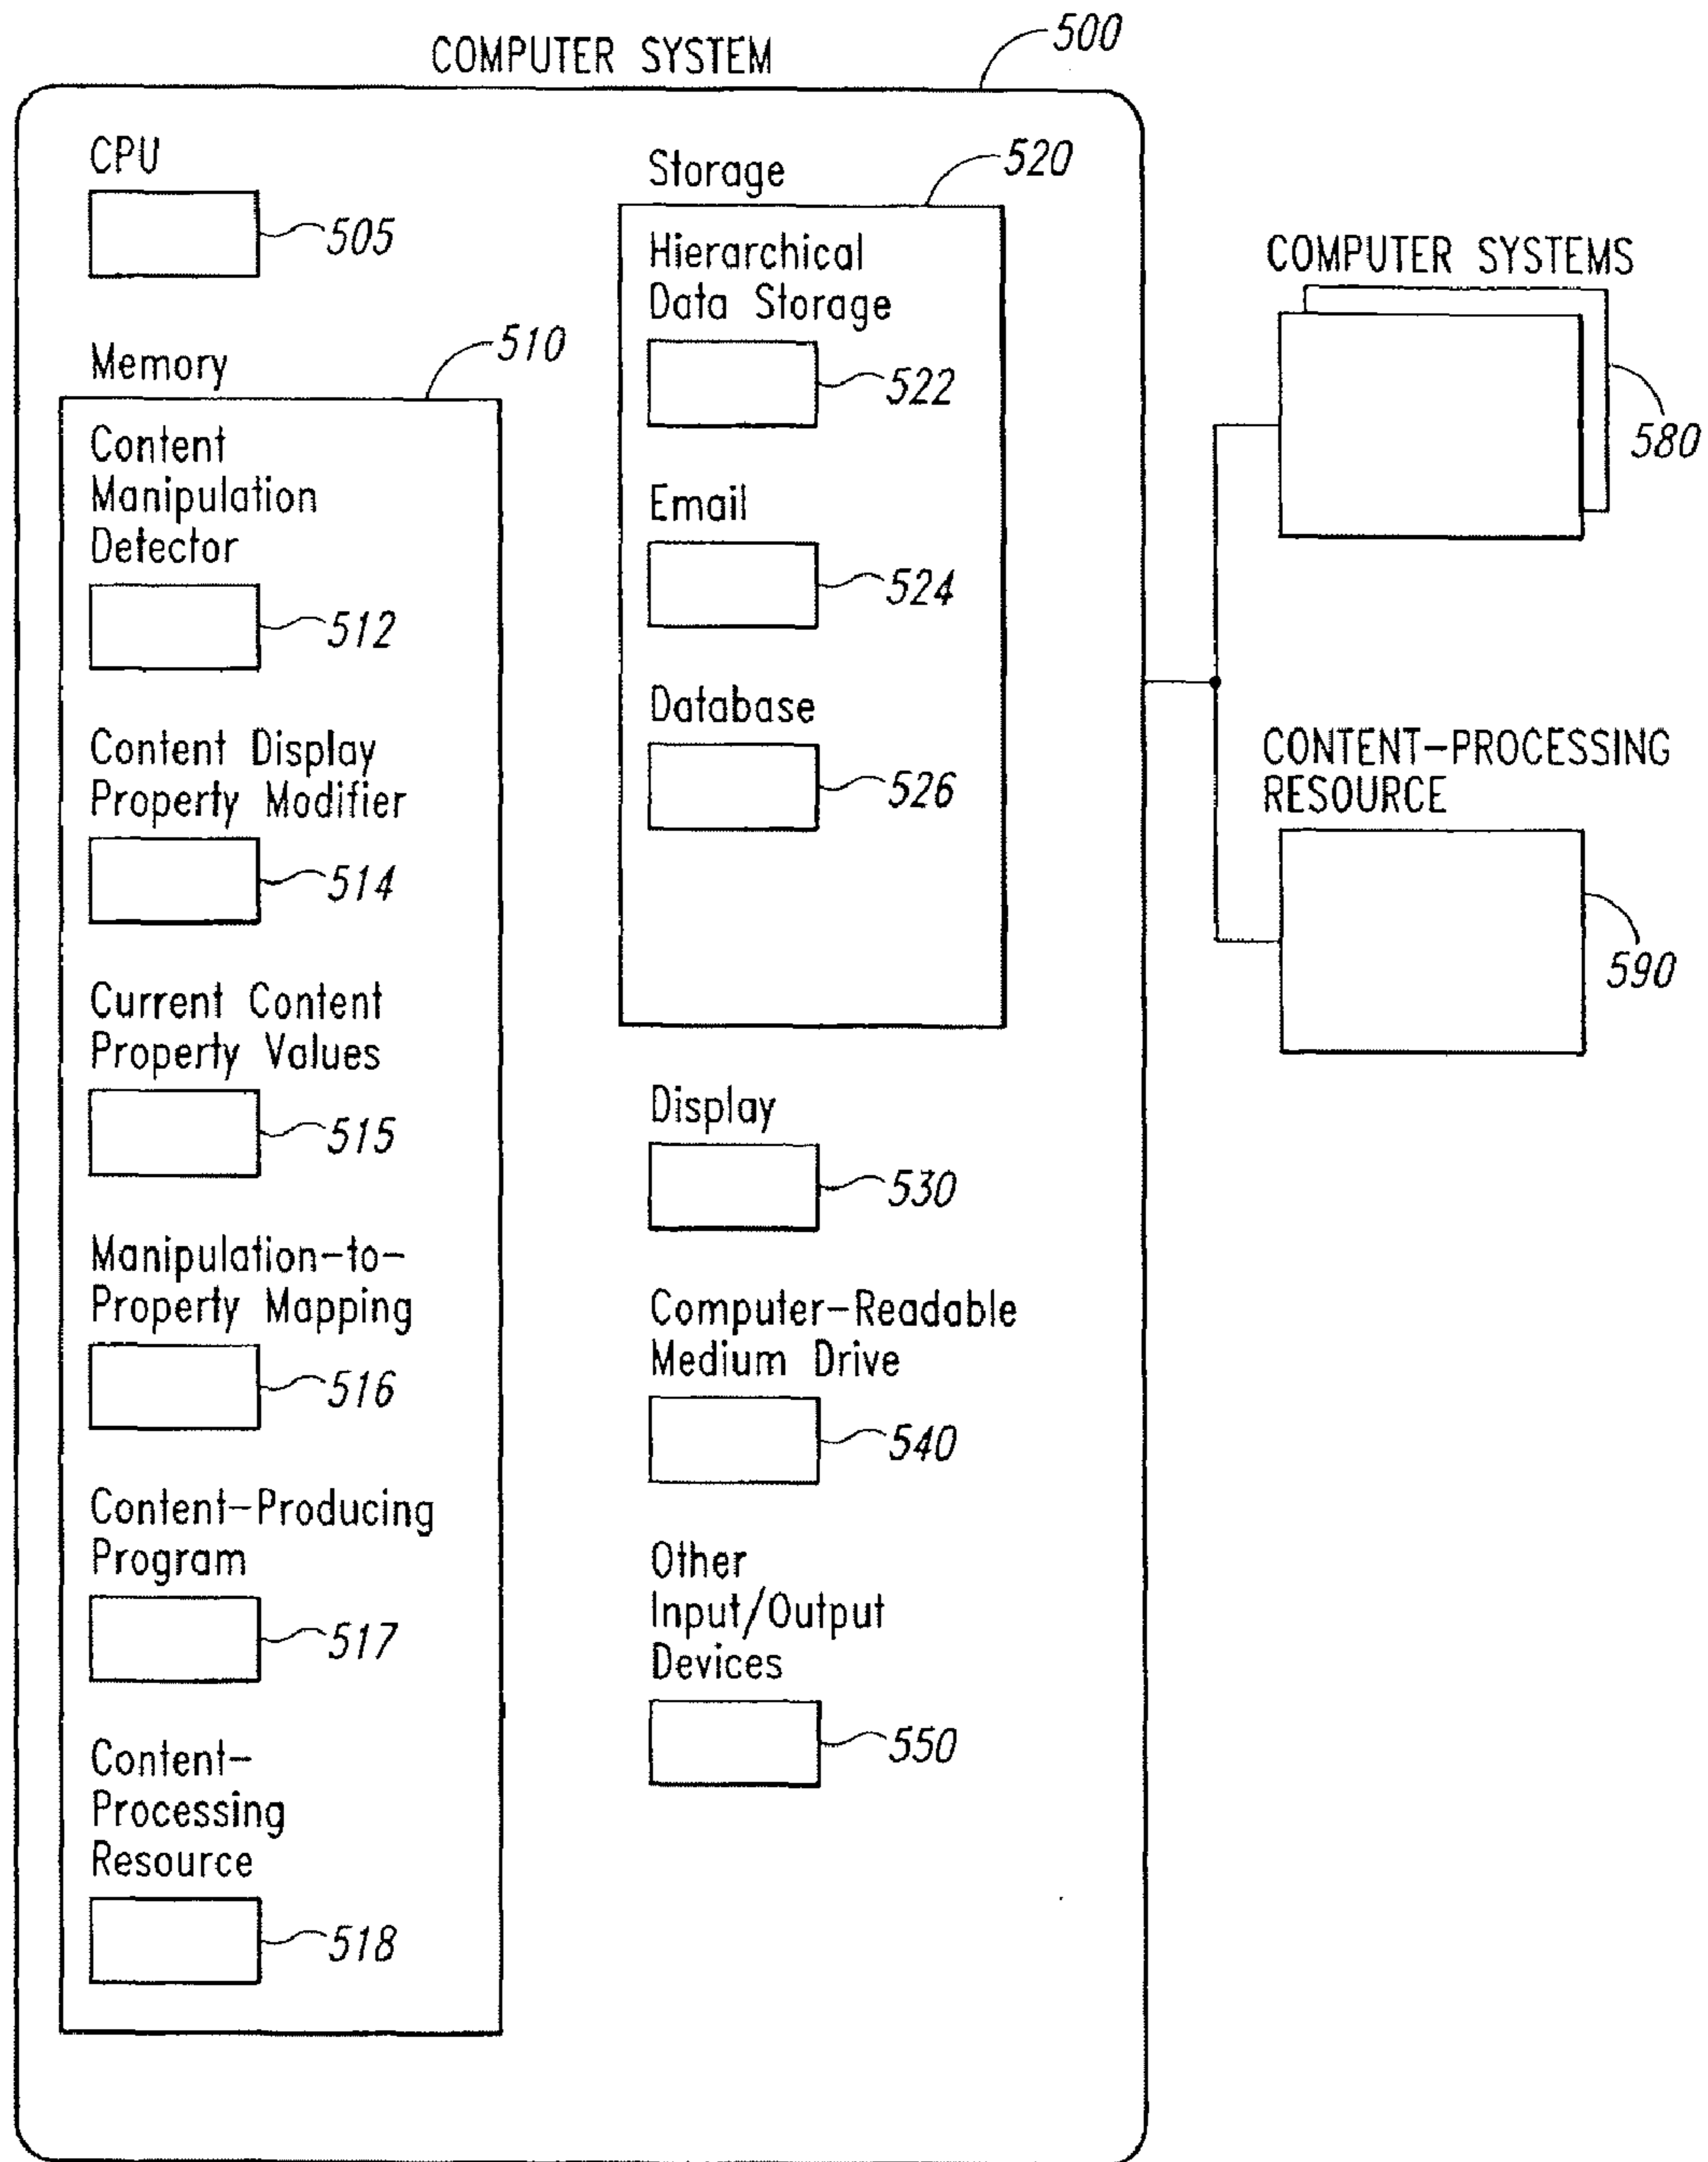 COMPUTER SYSTEM
500
CPU
505
Memory
510
Content
Manipulation
Detector
512
Content Display
Property Modifier
514
Current Content
Property Values
515
Manipulation-to-
Property Mapping
516
Content-Producing
Program
517
Content-
Processing
Resource
518
Storage
520
Hierarchical
Data Storage
522
Email
524
Database
526
Display
530
Computer-Readable
Medium Drive
540
Other
Input/Output
Devices
550
COMPUTER SYSTEMS
580
CONTENT-PROCESSING
RESOURCE
590